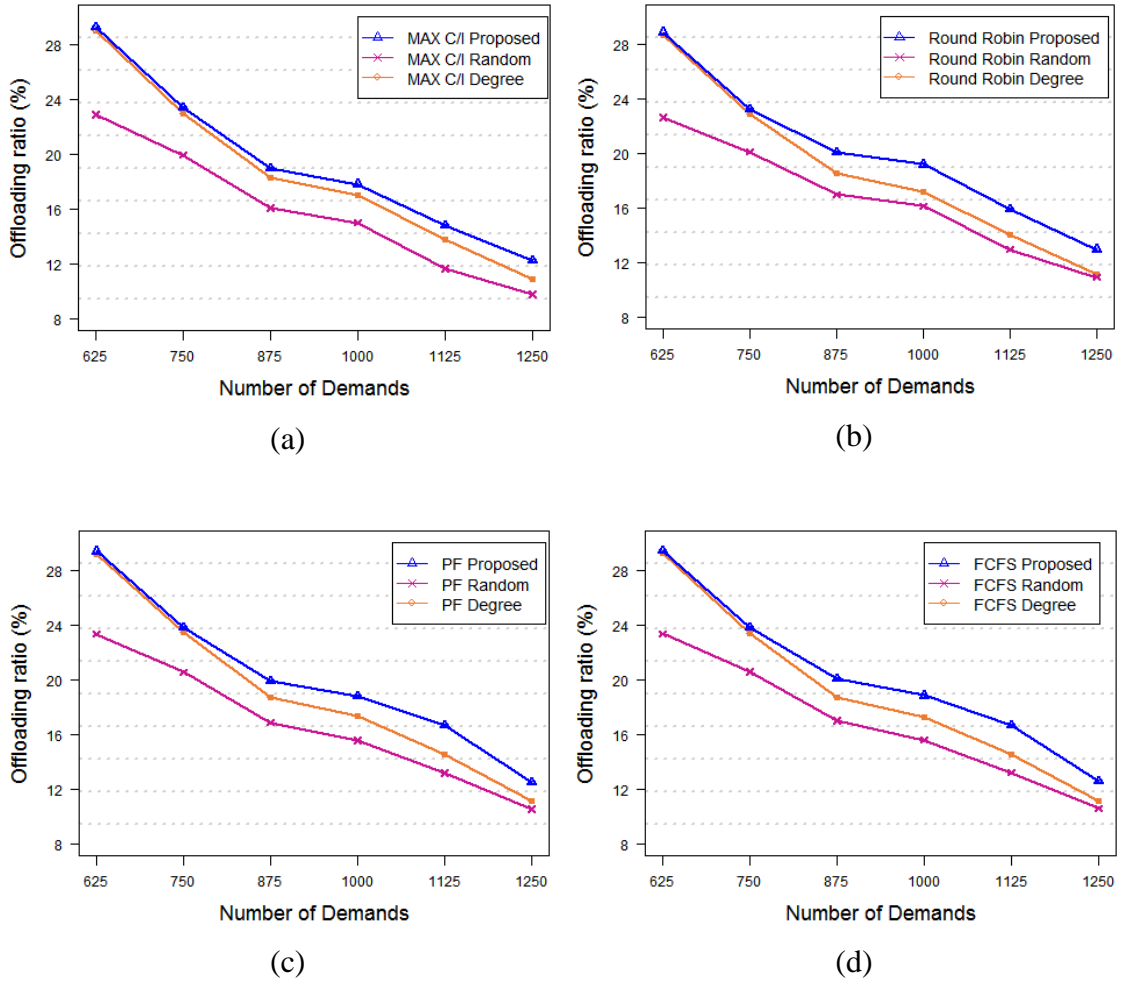 Offloading ratio (%)
28
24
20
16
12
8
MAX C/I Proposed
MAX C/I Random
MAX C/I Degree
625 750 875 1000 1125 1250
Number of Demands
(a)
Offloading ratio (%)
28
24
20
16
12
8
Round Robin Proposed
Round Robin Random
Round Robin Degree
625 750 875 1000 1125 1250
Number of Demands
(b)
Offloading ratio (%)
28
24
20
16
12
8
PF Proposed
PF Random
PF Degree
625 750 875 1000 1125 1250
Number of Demands
(c)
Offloading ratio (%)
28
24
20
16
12
8
FCFS Proposed
FCFS Random
FCFS Degree
625 750 875 1000 1125 1250
Number of Demands
(d)